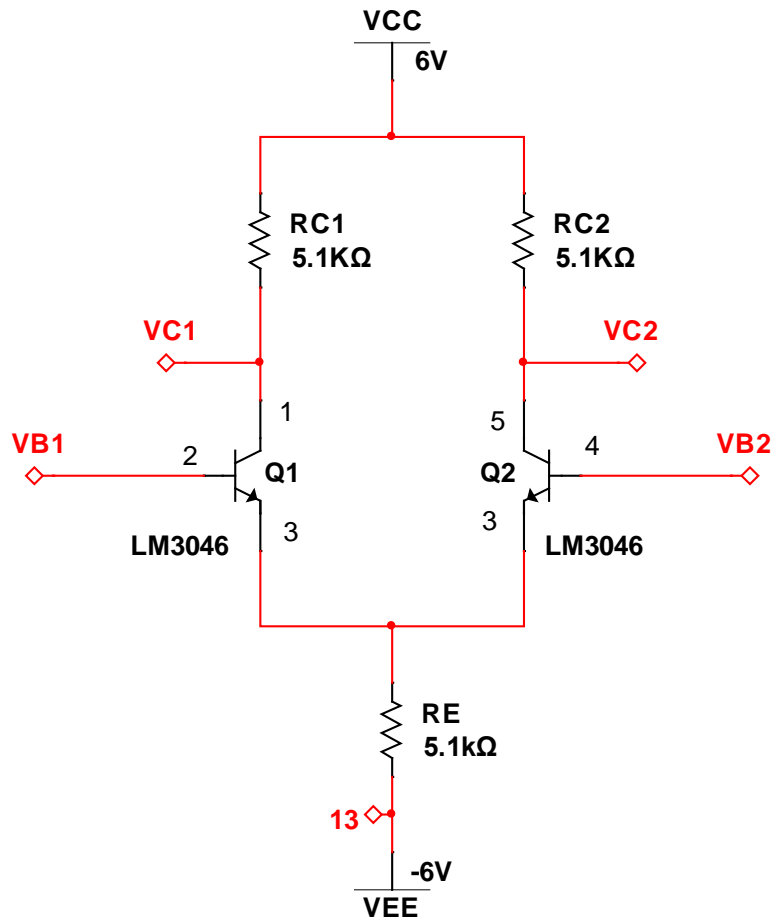 VCC
6V
RC1
5.1KΩ
RC2
5.1KΩ
VC1
VC2
1
5
VB1
2
Q1
Q2
4
VB2
3
3
LM3046
LM3046
RE
5.1kΩ
13
-6V
VEE